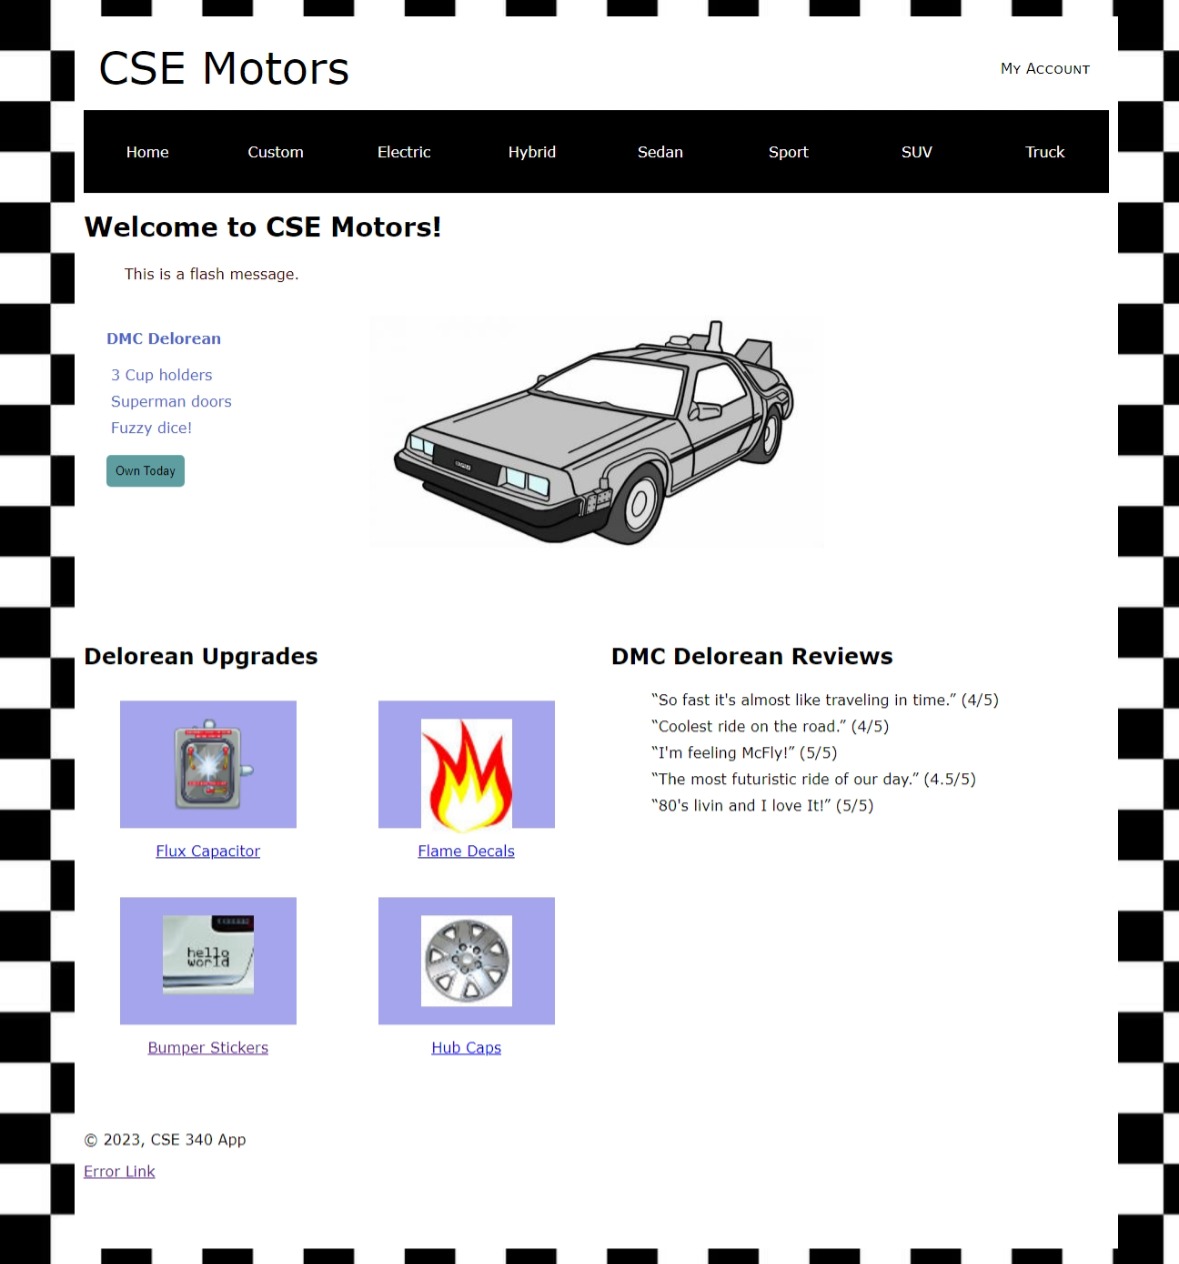 CSE Motors
My Account
Home
Custom
Electric
Hybrid
Sedan
Sport
SUV
Truck
Welcome to CSE Motors!
This is a flash message.
DMC Delorean
3 Cup holders
Superman doors
Fuzzy dice!
Own Today
Delorean Upgrades
Flux Capacitor
Flame Decals
hello
world
Bumper Stickers
Hub Caps
DMC Delorean Reviews
“So fast it's almost like traveling in time.” (4/5)
“Coolest ride on the road.” (4/5)
“I'm feeling McFly!” (5/5)
“The most futuristic ride of our day.” (4.5/5)
“80's livin and I love It!” (5/5)
© 2023, CSE 340 App
Error Link